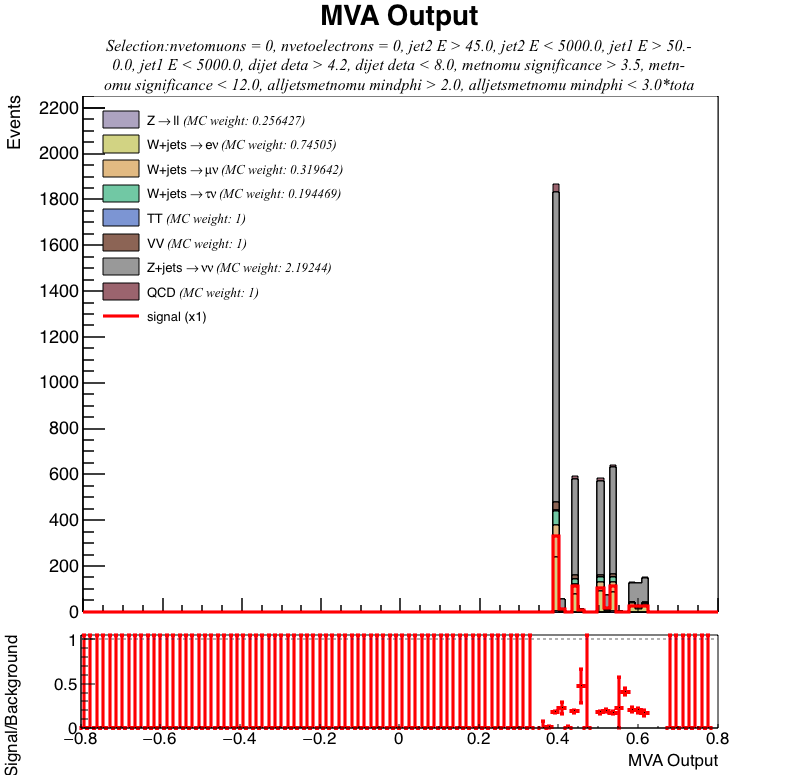 MVA Output
Selection:nvetomuons = 0, nvetoelectrons = 0, jet2 E > 45.0, jet2 E < 5000.0, jet1 E > 50.-
0.0, jet1 E < 5000.0, dijet deta > 4.2, dijet deta < 8.0, metnomu significance > 3.5, metn-
omu significance < 12.0, alljetsmetnomu mindphi > 2.0, alljetsmetnomu mindphi < 3.0*tota
Events
2200
2000
1800
1600
1400
1200
1000
800
600
400
200
0
Z→ll (MC weight: 0.256427)
W+jets→eν (MC weight: 0.74505)
W+jets→μν (MC weight: 0.319642)
W+jets→τν (MC weight: 0.194469)
TT (MC weight: 1)
VV (MC weight: 1)
Z+jets→νν (MC weight: 2.19244)
QCD (MC weight: 1)
signal (x1)
Signal/Background
1
0.5
0
−0.8 −0.6 −0.4 −0.2 0 0.2 0.4 0.6 0.8
MVA Output